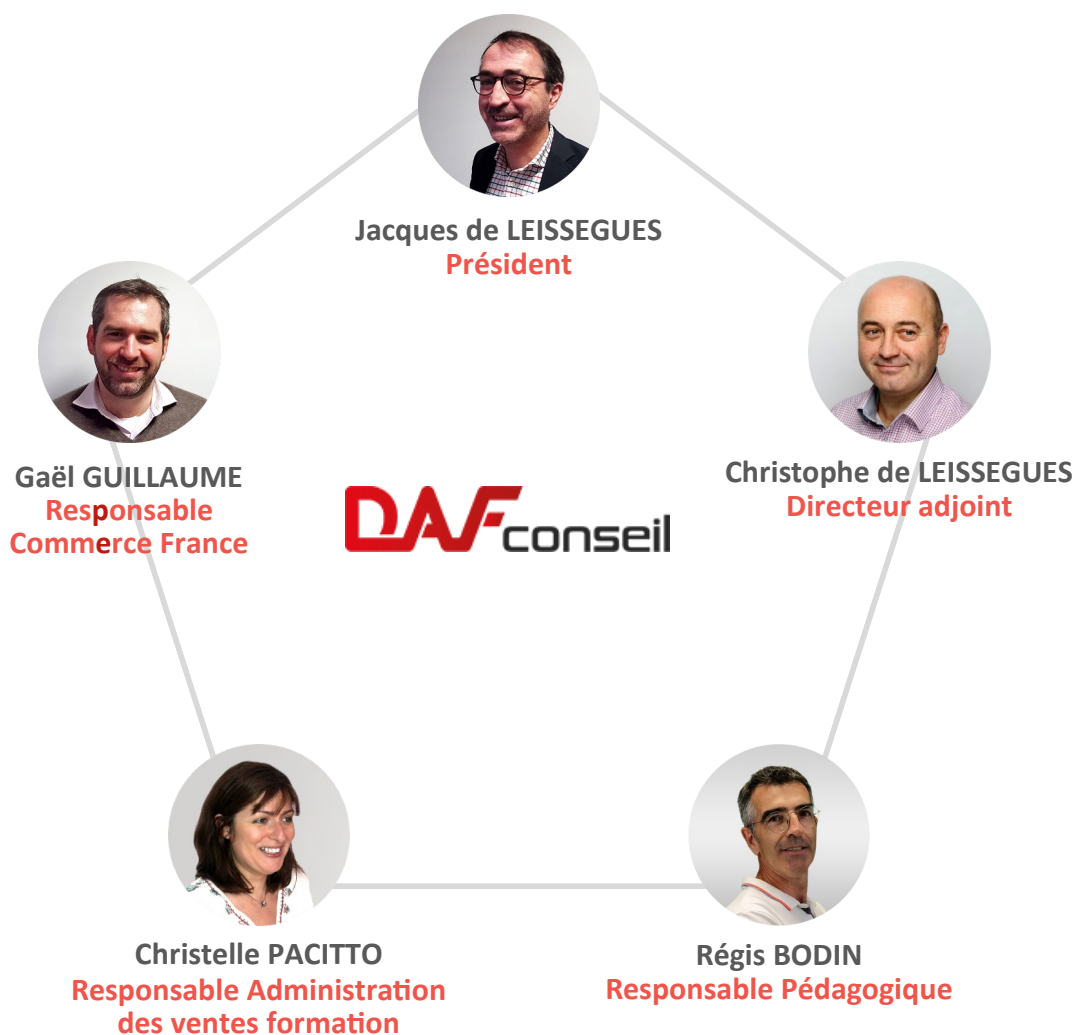 Jacques de LEISSEGUES
Président
Gaël GUILLAUME
Responsable
Commerce France
Christophe de LEISSEGUES
Directeur adjoint
DAF conseil
Christelle PACITTO
Responsable Administration
des ventes formation
Régis BODIN
Responsable Pédagogique